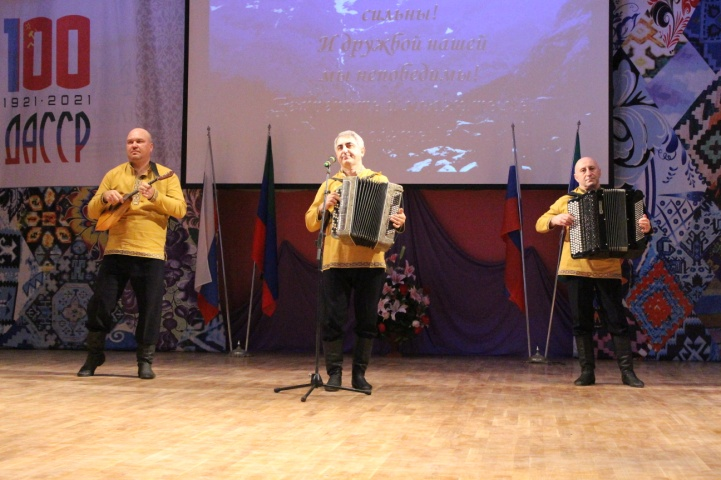 100
1921-2021
ДАССР
сильны!
И дружбой нашей
мы непобедимы!